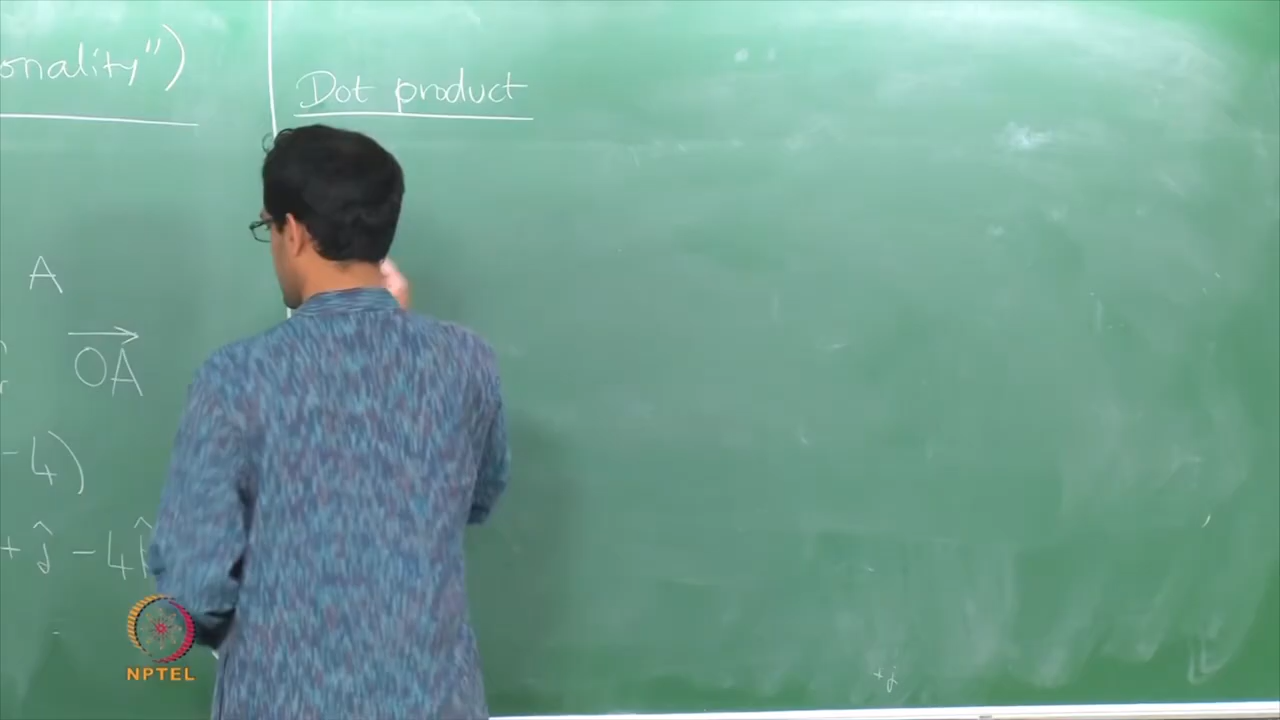 onality")
Dot product
A
OA
-4)
+ ĵ - 4k̂
NPTEL